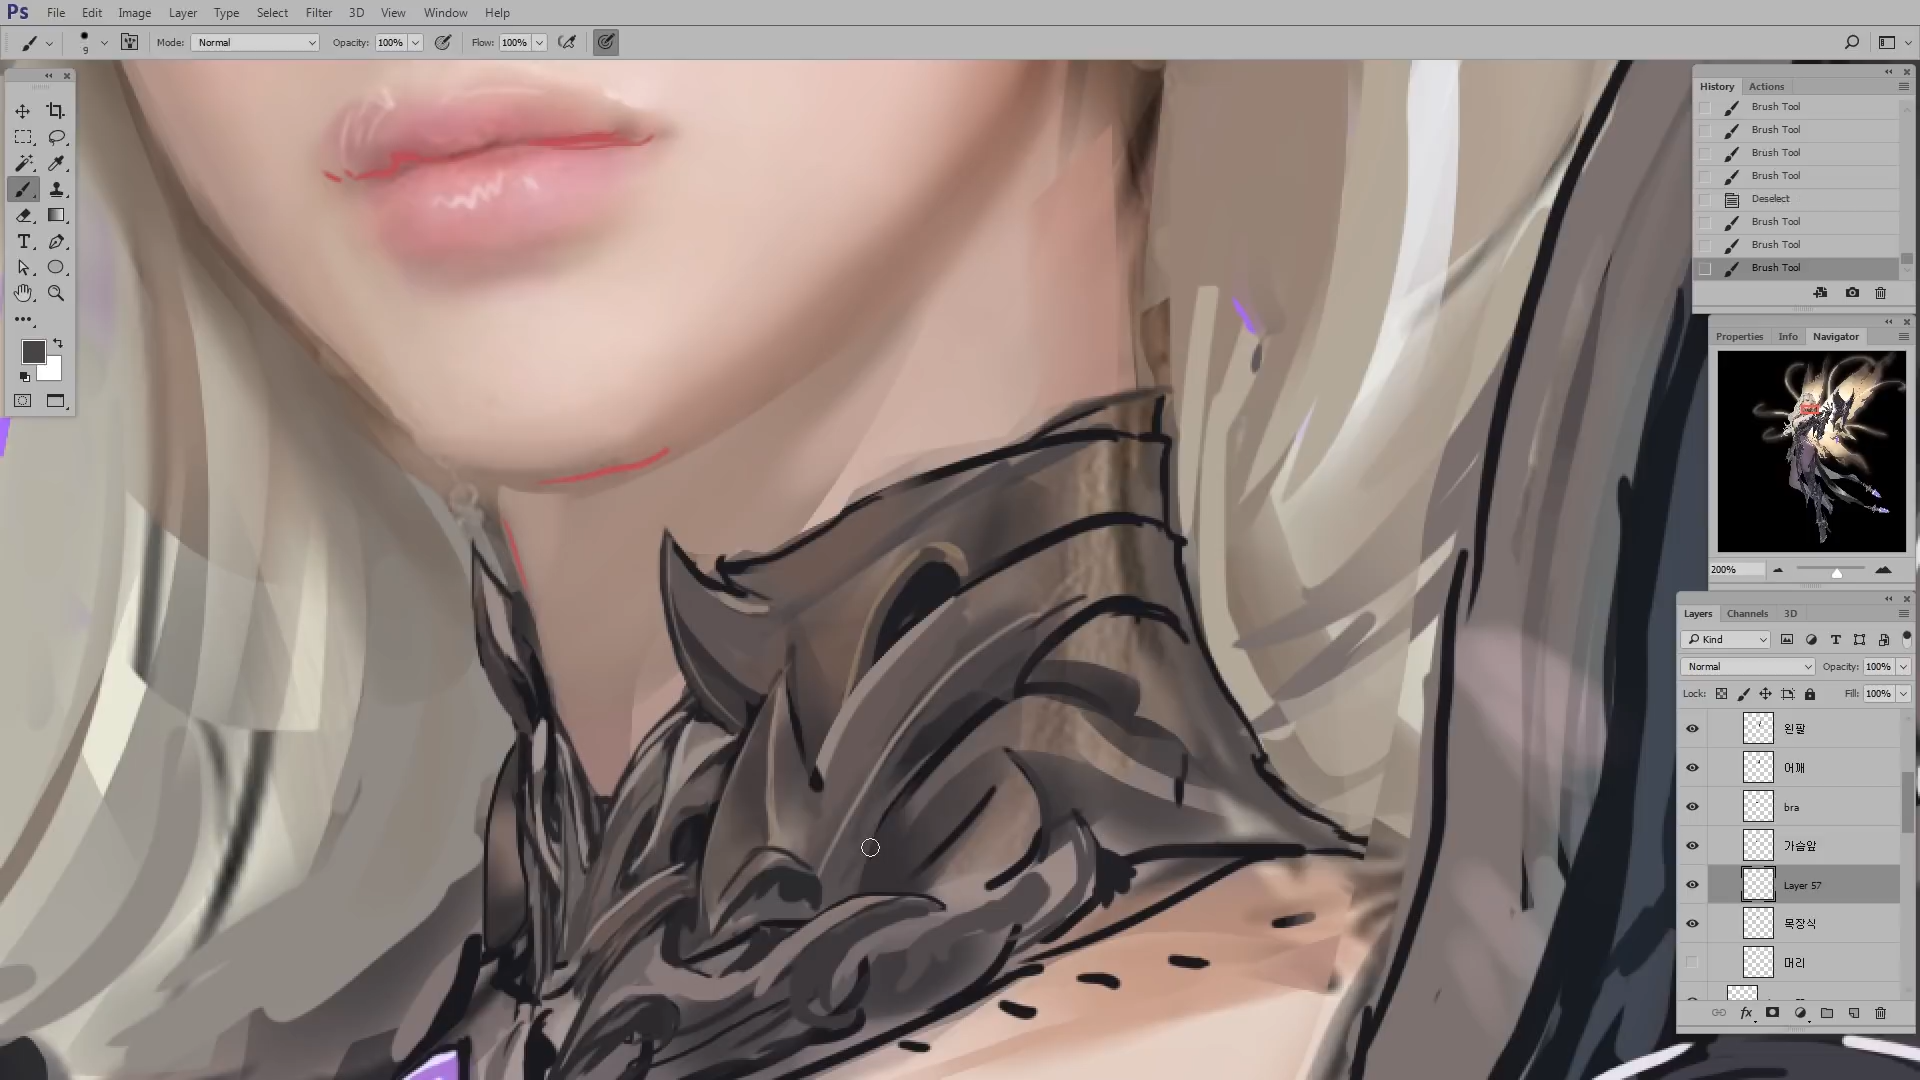 Ps File Edit Image Layer Type Select Filter 3D View Window Help
9 Mode: Normal Opacity: 100% Flow: 100%
History Actions
Brush Tool
Brush Tool
Brush Tool
Brush Tool
Deselect
Brush Tool
Brush Tool
Brush Tool
Properties Info Navigator
200%
Layers Channels 3D
Kind
Normal Opacity: 100%
Lock: Fill: 100%
왼팔
어깨
bra
가슴앞
Layer 57
목장식
머리